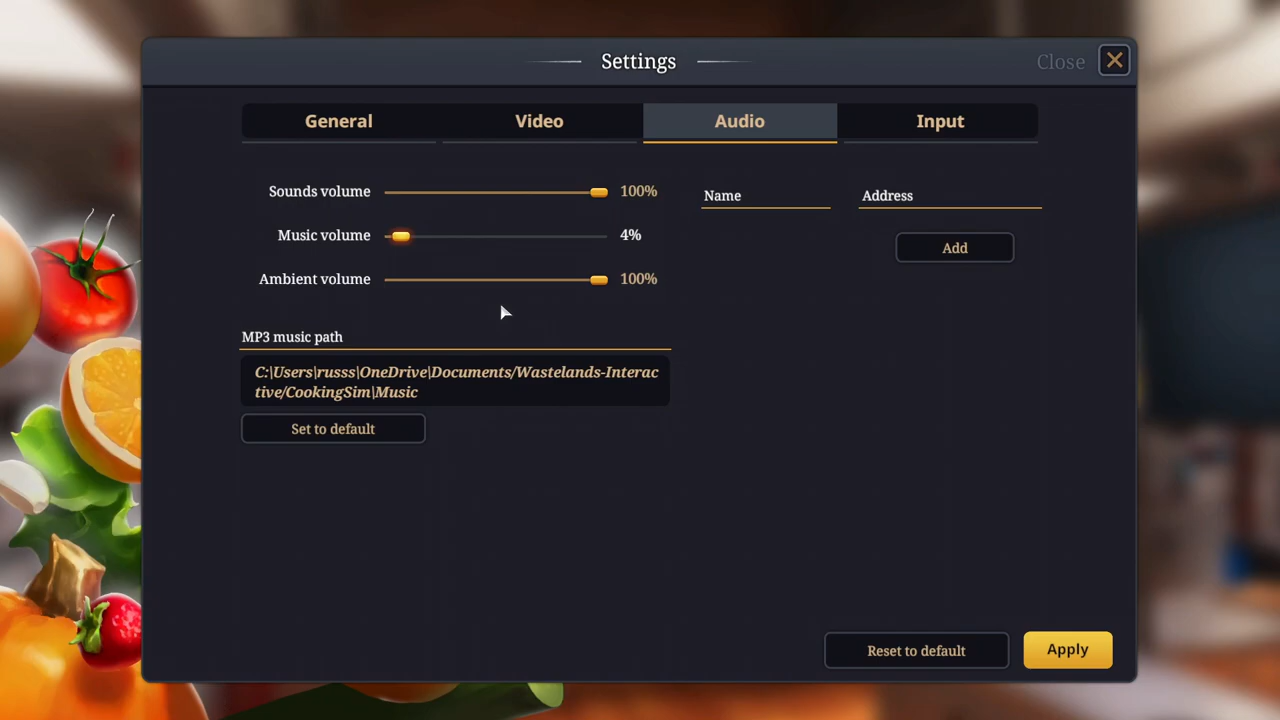 Settings
Close
General Video Audio Input
Sounds volume 100%
Music volume 4%
Ambient volume 100%
MP3 music path
C:\Users\russs\OneDrive\Documents/Wastelands-Interac
tive/CookingSim\Music
Set to default
Name Address
Add
Reset to default Apply